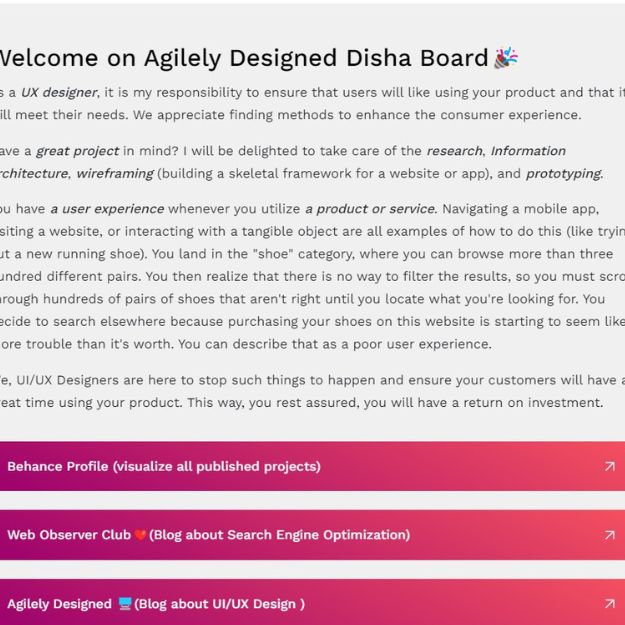 Welcome on Agilely Designed Disha Board🎉
s a UX designer, it is my responsibility to ensure that users will like using your product and that i
ill meet their needs. We appreciate finding methods to enhance the consumer experience.
ave a great project in mind? I will be delighted to take care of the research, Information
rchitecture, wireframing (building a skeletal framework for a website or app), and prototyping.
ou have a user experience whenever you utilize a product or service. Navigating a mobile app,
isiting a website, or interacting with a tangible object are all examples of how to do this (like tryin
ut a new running shoe). You land in the "shoe" category, where you can browse more than three
undred different pairs. You then realize that there is no way to filter the results, so you must scro
hrough hundreds of pairs of shoes that aren't right until you locate what you're looking for. You
ecide to search elsewhere because purchasing your shoes on this website is starting to seem like
ore trouble than it's worth. You can describe that as a poor user experience.
e, UI/UX Designers are here to stop such things to happen and ensure your customers will have a
reat time using your product. This way, you rest assured, you will have a return on investment.
Behance Profile (visualize all published projects)
Web Observer Club❤️(Blog about Search Engine Optimization)
Agilely Designed 🖥️(Blog about UI/UX Design )